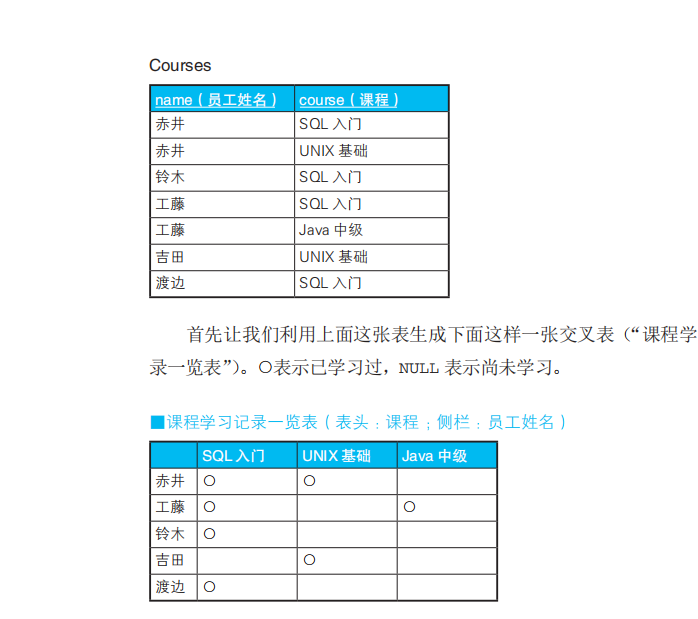 Courses
name（员工姓名） course（课程）
赤井 SQL 入门
赤井 UNIX 基础
铃木 SQL 入门
工藤 SQL 入门
工藤 Java 中级
吉田 UNIX 基础
渡边 SQL 入门
首先让我们利用上面这张表生成下面这样一张交叉表（“课程学
录一览表”）。○表示已学习过，NULL 表示尚未学习。
■课程学习记录一览表（表头：课程；侧栏：员工姓名）
SQL 入门 UNIX 基础 Java 中级
赤井 ○ ○
工藤 ○ ○
铃木 ○
吉田 ○
渡边 ○